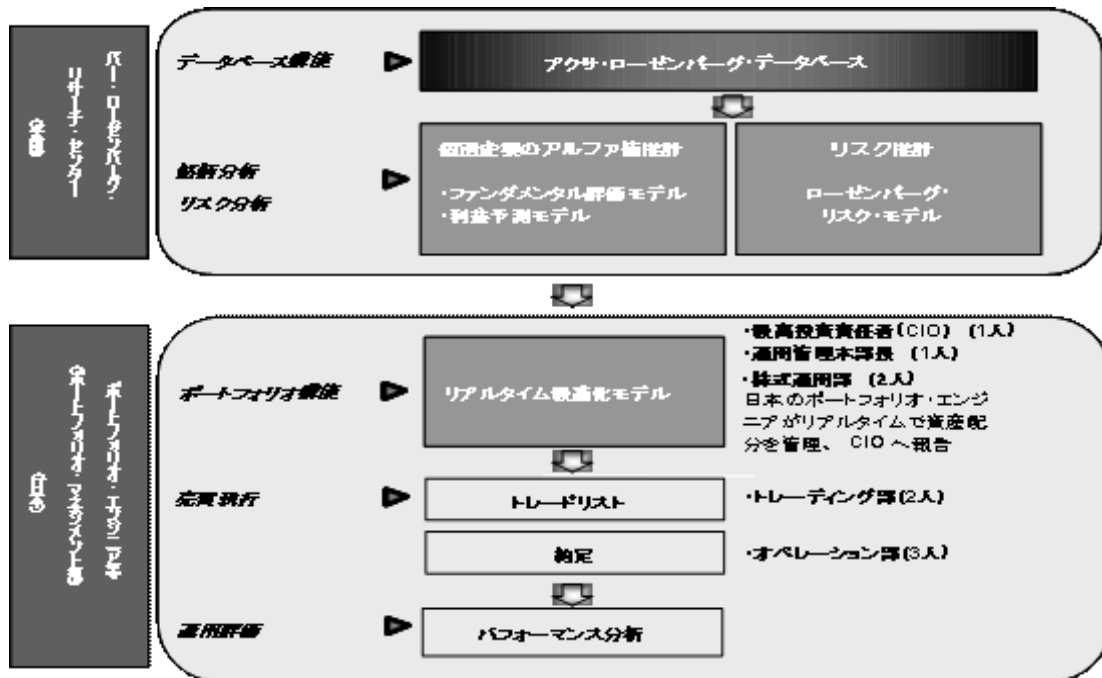 バー・ローゼンバーグ・
リサーチ・センター
(米国)
データベース構築
アクサ・ローゼンバーグ・データベース
銘柄分析
リスク分析
個別企業のアルファ値推計
・ファンダメンタル評価モデル
・利益予測モデル
リスク推計
ローゼンバーグ・
リスク・モデル
ポートフォリオ・エンジニア等
(ポートフォリオ・マネジメント部)
(日本)
ポートフォリオ構築
リアルタイム最適化モデル
・最高投資責任者(CIO) (1人)
・運用管理本部長 (1人)
・株式運用部 (2人)
日本のポートフォリオ・エンジ
ニアがリアルタイムで資産配
分を管理、 CIO へ報告
売買執行
トレードリスト
・トレーディング部(2人)
約定
・オペレーション部(3人)
運用評価
パフォーマンス分析